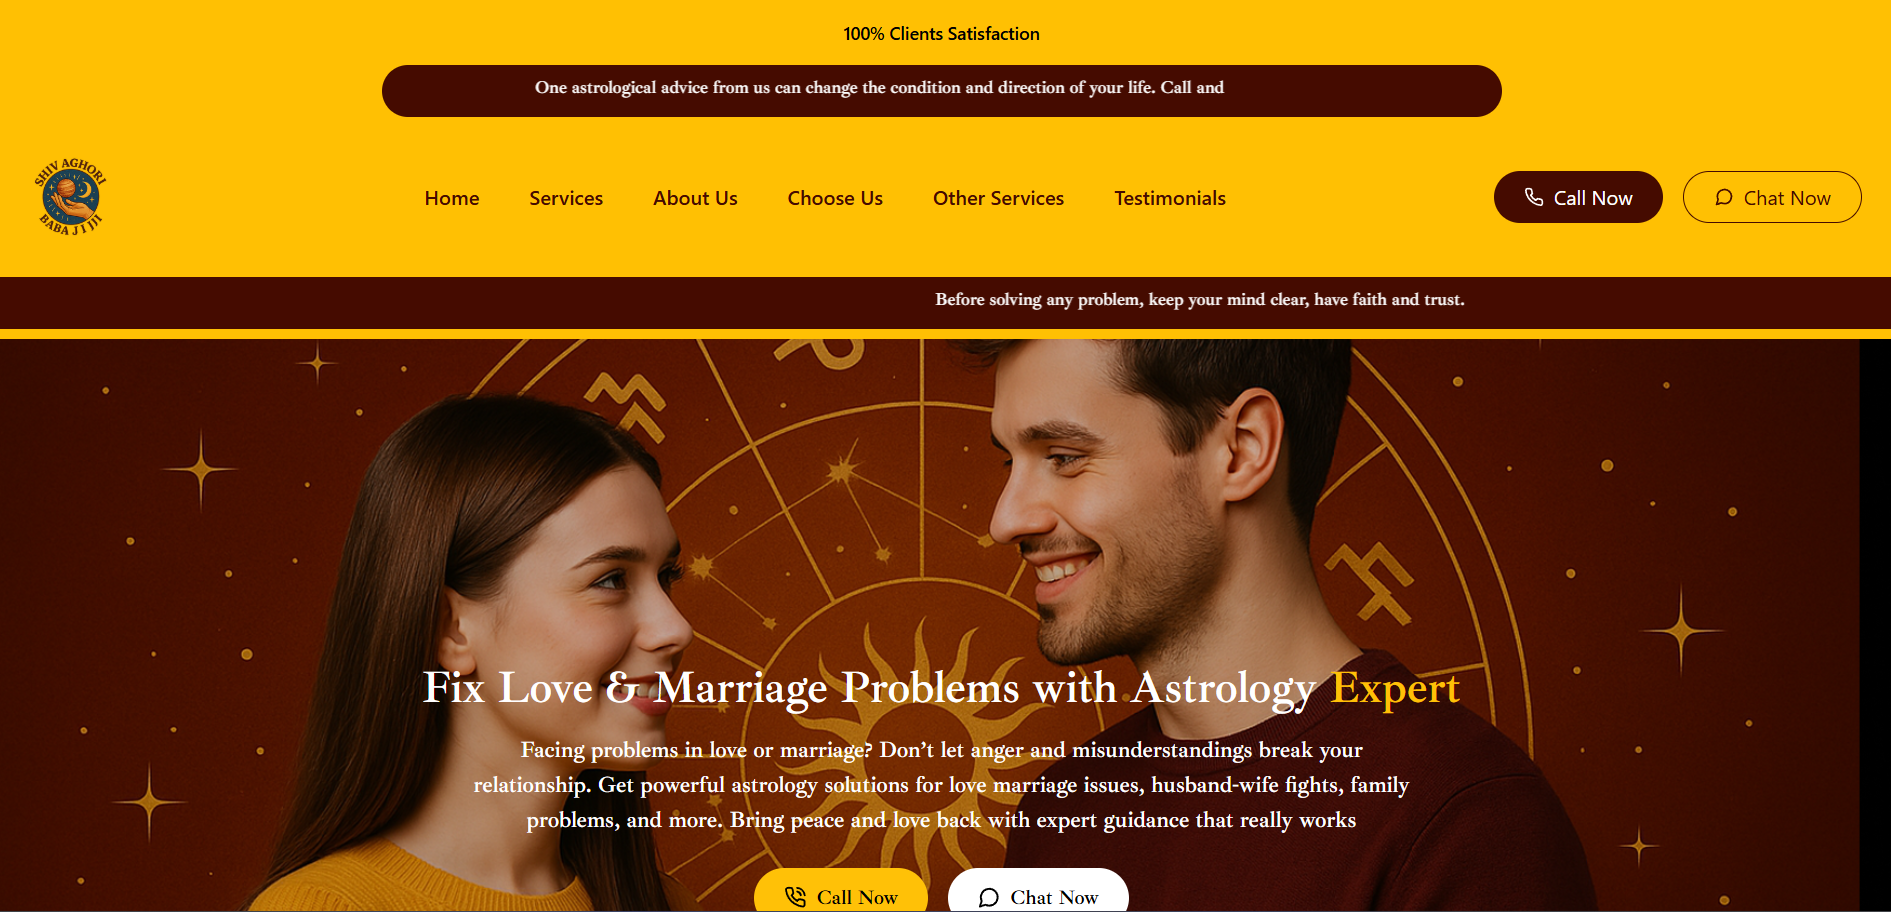 100% Clients Satisfaction
One astrological advice from us can change the condition and direction of your life. Call and
SHIV AGHORI
BABA JI JI
Home
Services
About Us
Choose Us
Other Services
Testimonials
Call Now
Chat Now
Before solving any problem, keep your mind clear, have faith and trust.
Fix Love & Marriage Problems with Astrology Expert
Facing problems in love or marriage? Don’t let anger and misunderstandings break your
relationship. Get powerful astrology solutions for love marriage issues, husband-wife fights, family
problems, and more. Bring peace and love back with expert guidance that really works
Call Now
Chat Now